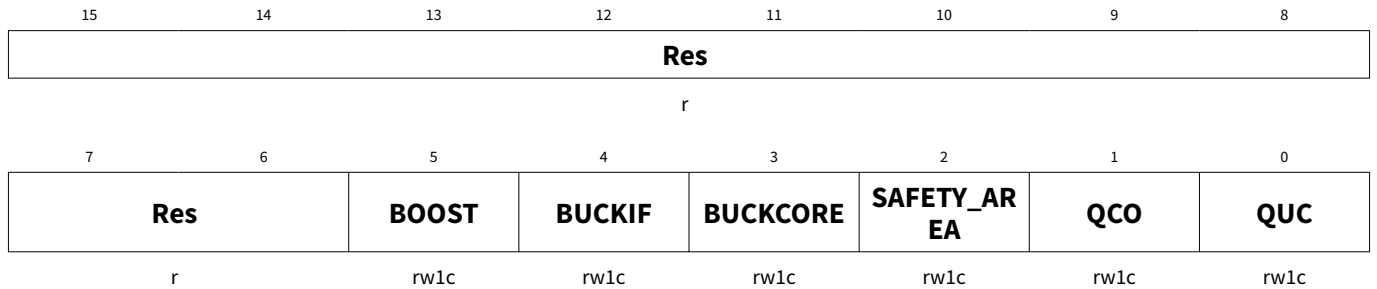 15 14 13 12 11 10 9 8
Res
r
7 6 5 4 3 2 1 0
Res BOOST BUCKIF BUCKCORE SAFETY_AR
EA QCO QUC
r rw1c rw1c rw1c rw1c rw1c rw1c